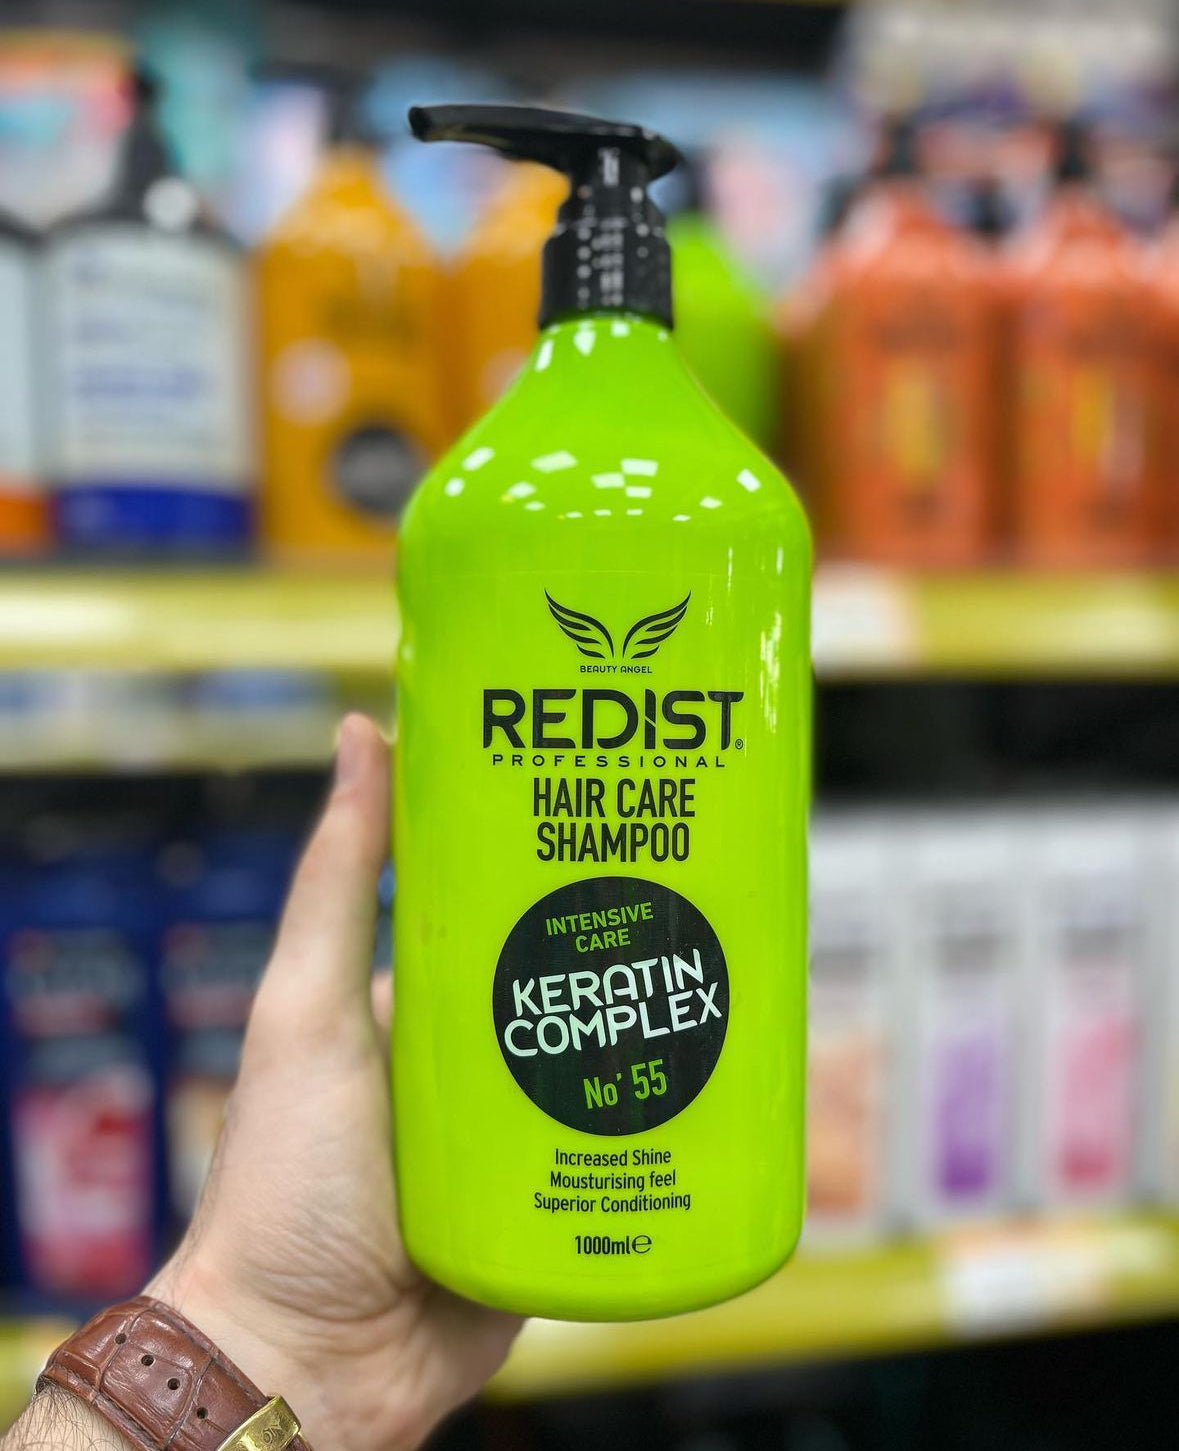 BEAUTY ANGEL
REDIST®
PROFESSIONAL
HAIR CARE
SHAMPOO
INTENSIVE
CARE
KERATIN
COMPLEX
No' 55
Increased Shine
Mousturising feel
Superior Conditioning
1000ml℮